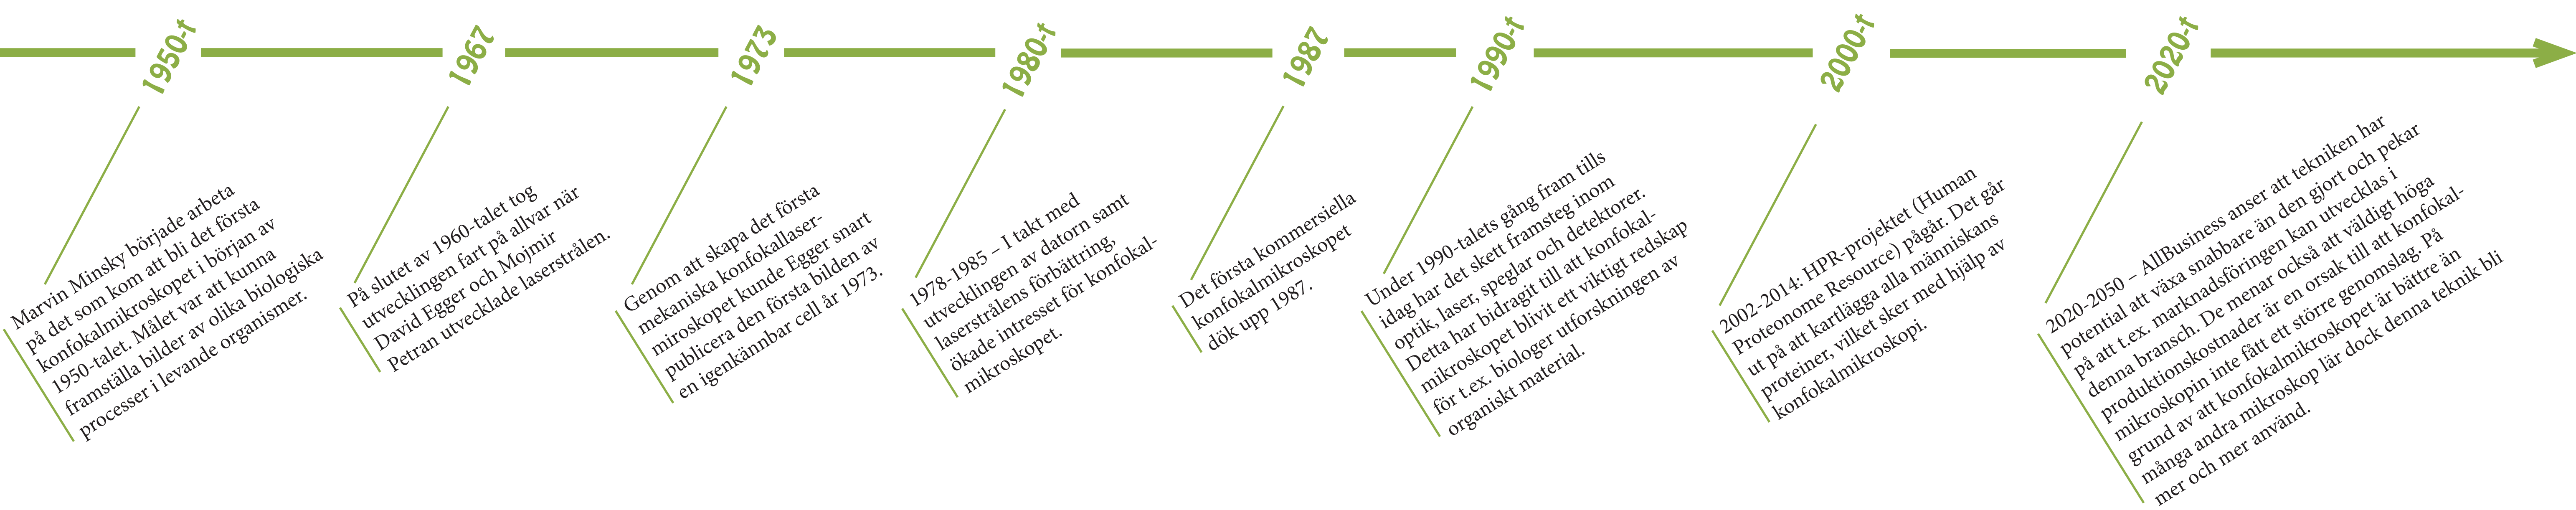 1950-t
Marvin Minsky började arbeta
på det som kom att bli det första
konfokalmikroskopet i början av
1950-talet. Målet var att kunna
framställa bilder av olika biologiska
processer i levande organismer.
1967
På slutet av 1960-talet tog
utvecklingen fart på allvar när
David Egger och Mojmir
Petran utvecklade laserstrålen.
1973
Genom att skapa det första
mekaniska konfokallaser-
miroskopet kunde Egger snart
publicera den första bilden av
en igenkännbar cell år 1973.
1980-t
1978-1985 – I takt med
utvecklingen av datorn samt
laserstrålens förbättring,
ökade intresset för konfokal-
mikroskopet.
1987
Det första kommersiella
konfokalmikroskopet
dök upp 1987.
1990-t
Under 1990-talets gång fram tills
idag har det skett framsteg inom
optik, laser, speglar och detektorer.
Detta har bidragit till att konfokal-
mikroskopet blivit ett viktigt redskap
för t.ex. biologer utforskningen av
organiskt material.
2000-t
2002-2014: HPR-projektet (Human
Proteonome Resource) pågår. Det går
ut på att kartlägga alla människans
proteiner, vilket sker med hjälp av
konfokalmikroskopi.
2020-t
2020-2050 – AllBusiness anser att tekniken har
potential att växa snabbare än den gjort och pekar
på att t.ex. marknadsföringen kan utvecklas i
denna bransch. De menar också att väldigt höga
produktionskostnader är en orsak till att konfokal-
mikroskopin inte fått ett större genomslag. På
grund av att konfokalmikroskopet är bättre än
många andra mikroskop lär dock denna teknik bli
mer och mer använd.